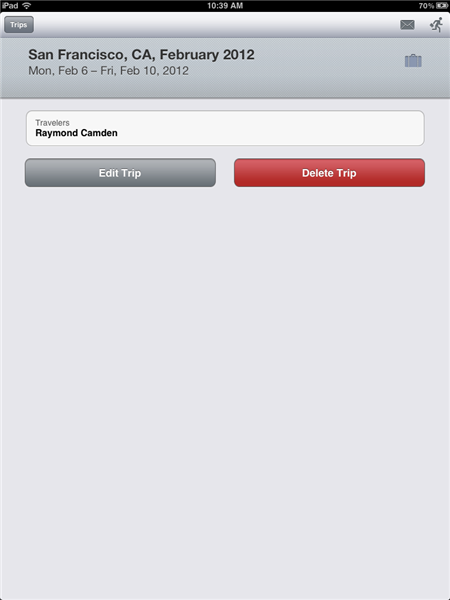 iPad 10:39 AM 70%
Trips
San Francisco, CA, February 2012
Mon, Feb 6 – Fri, Feb 10, 2012
Travelers
Raymond Camden
Edit Trip Delete Trip